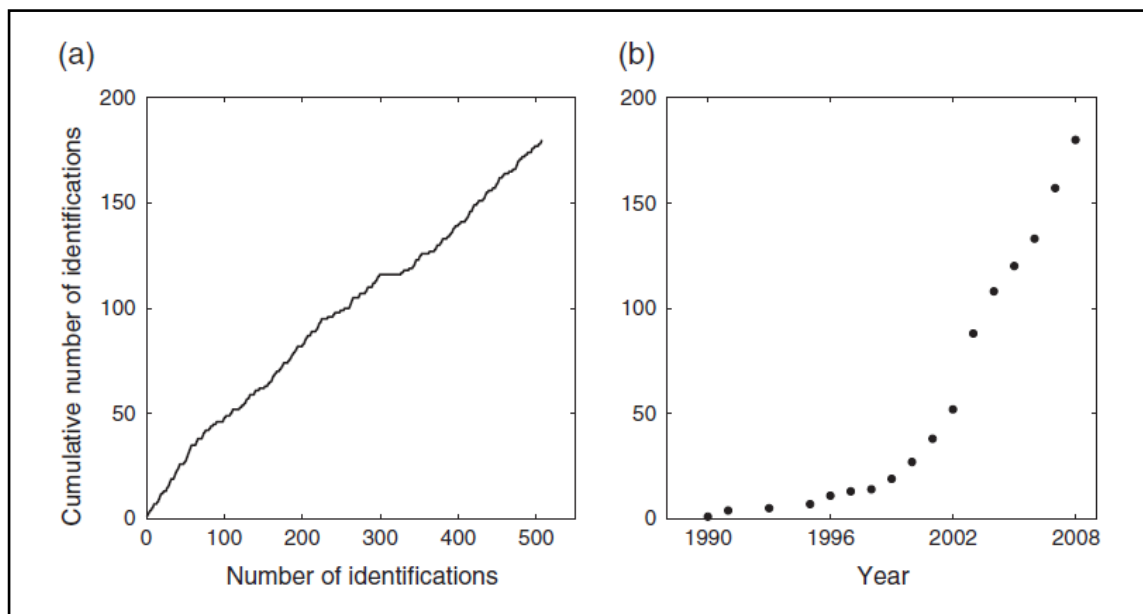 (a)
(b)
Cumulative number of identifications
200
150
100
50
0
0 100 200 300 400 500
Number of identifications
200
150
100
50
0
1990 1996 2002 2008
Year